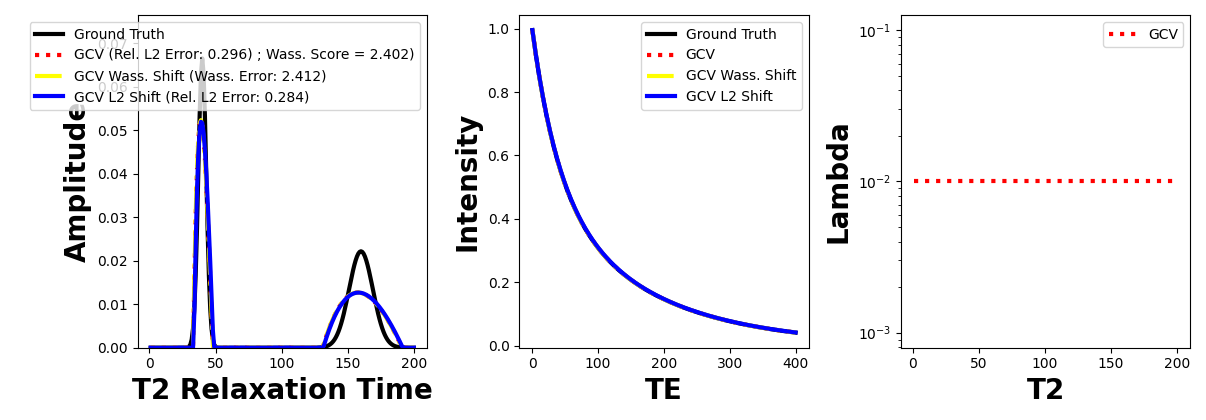 Ground Truth
GCV (Rel. L2 Error: 0.296) ; Wass. Score = 2.402)
GCV Wass. Shift (Wass. Error: 2.412)
GCV L2 Shift (Rel. L2 Error: 0.284)
Amplitude
0.07
0.06
0.05
0.04
0.03
0.02
0.01
0.00
0 50 100 150 200
T2 Relaxation Time
Ground Truth
GCV
GCV Wass. Shift
GCV L2 Shift
Intensity
1.0
0.8
0.6
0.4
0.2
0.0
0 100 200 300 400
TE
GCV
Lambda
10⁻¹
10⁻²
10⁻³
0 50 100 150 200
T2